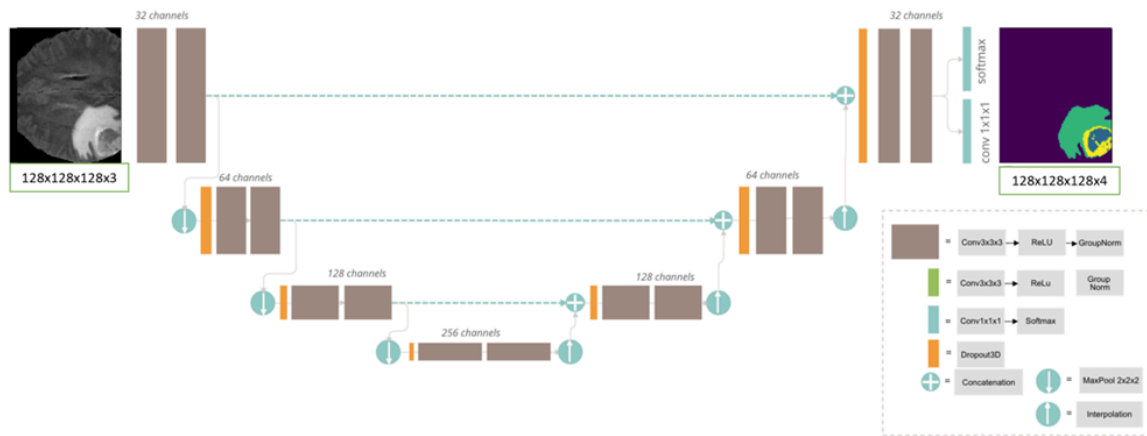 32 channels
32 channels
softmax
conv 1x1x1
128x128x128x3
128x128x128x4
64 channels
64 channels
128 channels
128 channels
256 channels
= Conv3x3x3 ReLU GroupNorm
= Conv3x3x3 ReLu Group Norm
= Conv1x1x1 Softmax
= Dropout3D
= Concatenation = MaxPool 2x2x2
= Interpolation